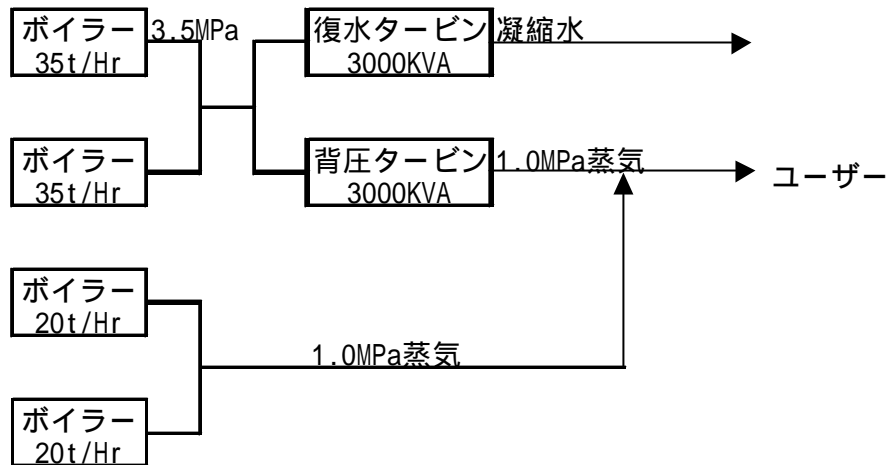 ボイラー
35t/Hr
3.5MPa
復水タービン
3000KVA
凝縮水
ボイラー
35t/Hr
背圧タービン
3000KVA
1.0MPa蒸気
ユーザー
ボイラー
20t/Hr
1.0MPa蒸気
ボイラー
20t/Hr